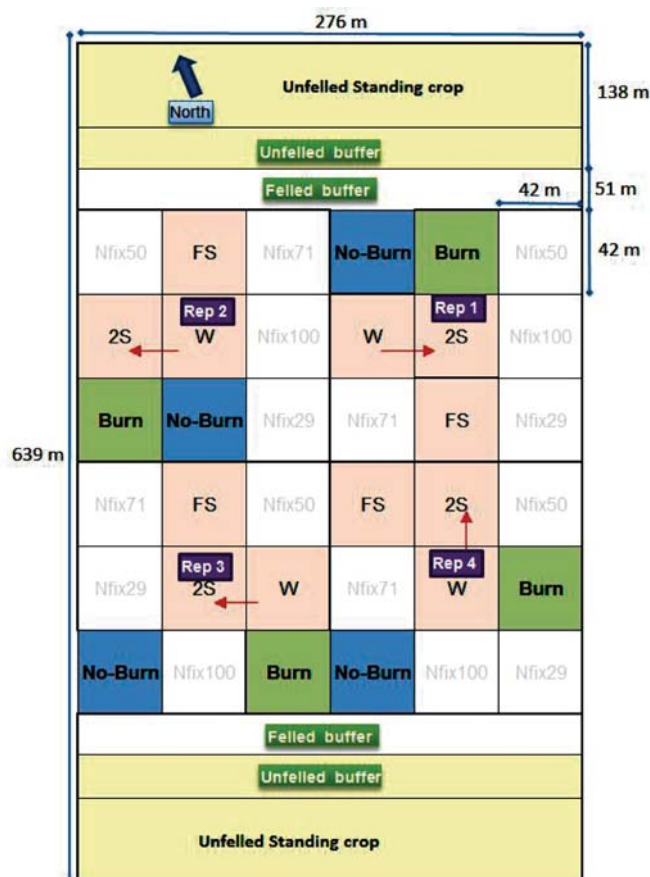 276 m
Unfelled Standing crop
138 m
North
Unfelled buffer
Felled buffer
42 m
51 m
Nfix50 FS Nfix71 No-Burn Burn Nfix50
42 m
Rep 2 Rep 1
2S W Nfix100 W 2S Nfix100
Burn No-Burn Nfix29 Nfix71 FS Nfix29
639 m
Nfix71 FS Nfix50 FS 2S Nfix50
Rep 3 Rep 4
Nfix29 2S W Nfix71 W Burn
No-Burn Nfix100 Burn No-Burn Nfix100 Nfix29
Felled buffer
Unfelled buffer
Unfelled Standing crop